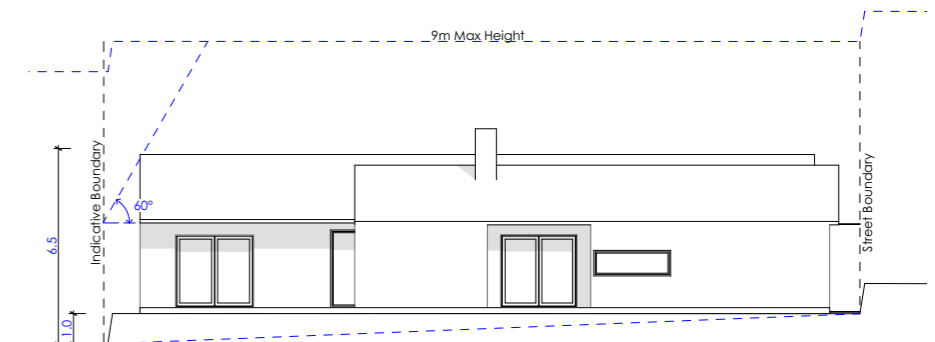 9m Max Height
Indicative Boundary
60°
Street Boundary
6.5
1.0